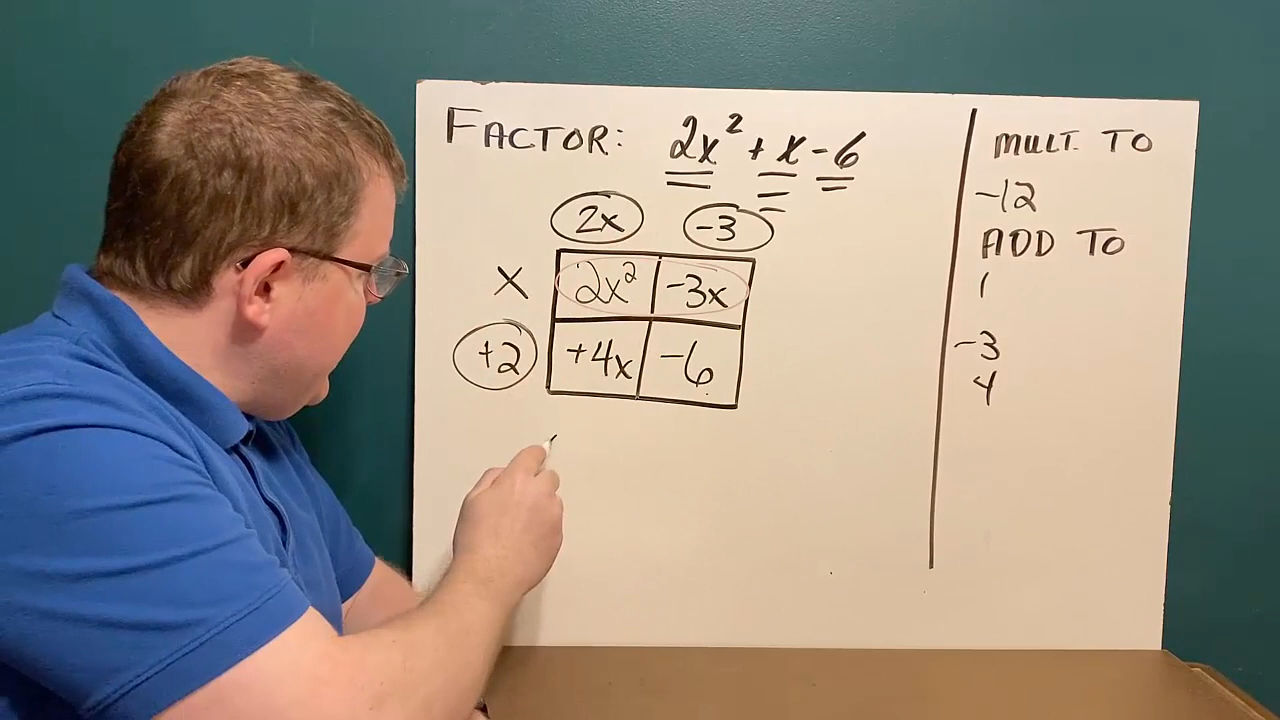 FACTOR: 2x² + x - 6
2x -3
x 2x² -3x
+2 +4x -6
MULT. TO
-12
ADD TO
1
-3
4